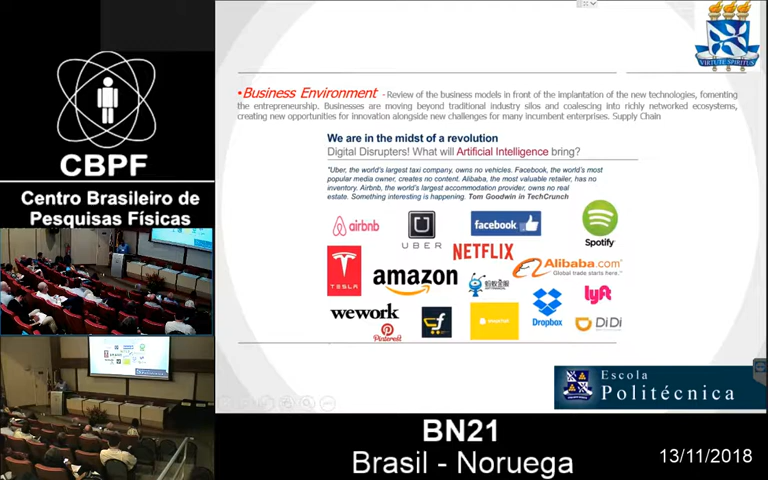 CBPF
Centro Brasileiro de
Pesquisas Físicas
VIRTUTE SPIRITUS
•Business Environment - Review of the business models in front of the implantation of the new technologies, fomenting
the entrepreneurship. Businesses are moving beyond traditional industry silos and coalescing into richly networked ecosystems,
creating new opportunities for innovation alongside new challenges for many incumbent enterprises. Supply Chain
We are in the midst of a revolution
Digital Disrupters! What will Artificial Intelligence bring?
"Uber, the world's largest taxi company, owns no vehicles. Facebook, the world's most
popular media owner, creates no content. Alibaba, the most valuable retailer, has no
inventory. Airbnb, the world's largest accommodation provider, owns no real
estate. Something interesting is happening. Tom Goodwin in TechCrunch
airbnb
UBER
facebook
Spotify
TESLA
NETFLIX
amazon
Alibaba.com
Global trade starts here.
蚂蚁金服
wework
Pinterest
Dropbox
lyft
DiDi
Escola
Politécnica
BN21
Brasil - Noruega
13/11/2018